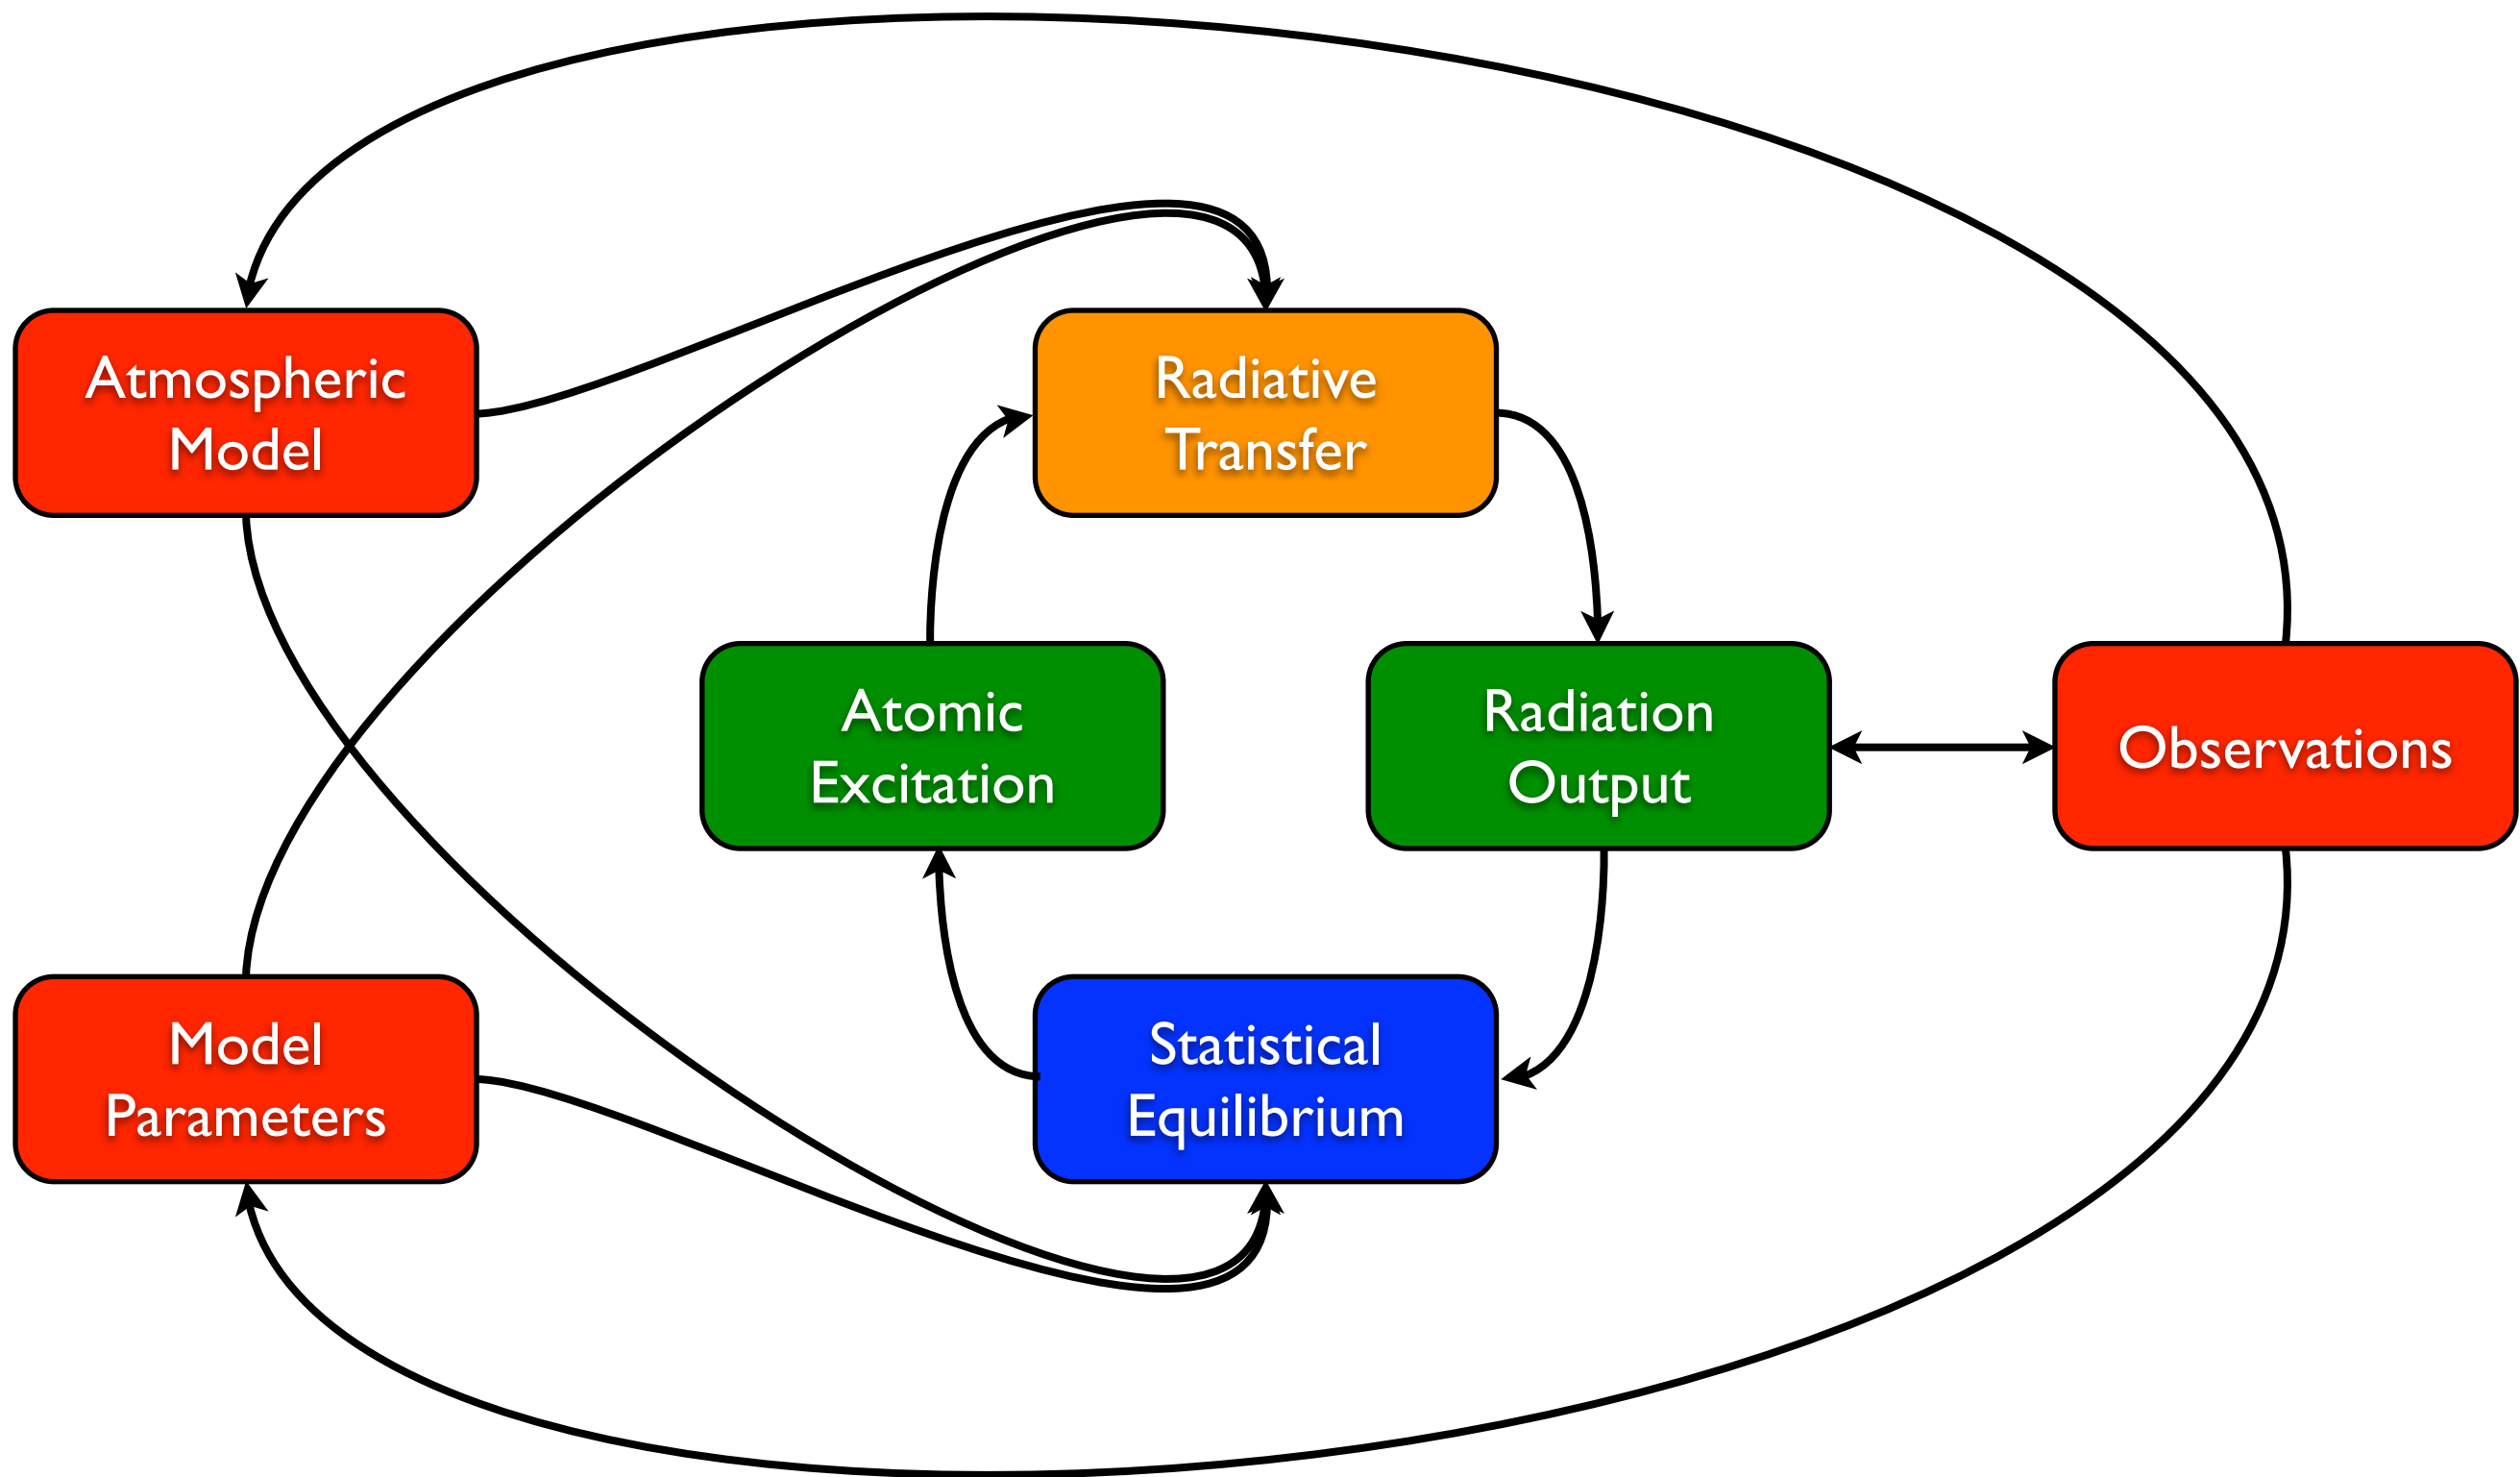 Atmospheric
Model
Radiative
Transfer
Atomic
Excitation
Radiation
Output
Observations
Model
Parameters
Statistical
Equilibrium